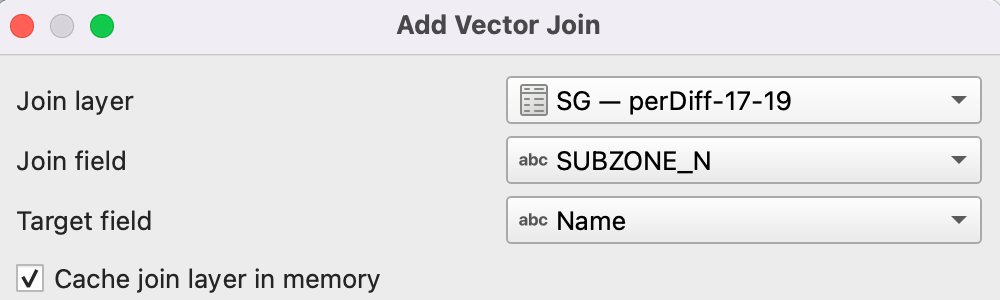 Add Vector Join
Join layer SG — perDiff-17-19
Join field abc SUBZONE_N
Target field abc Name
Cache join layer in memory